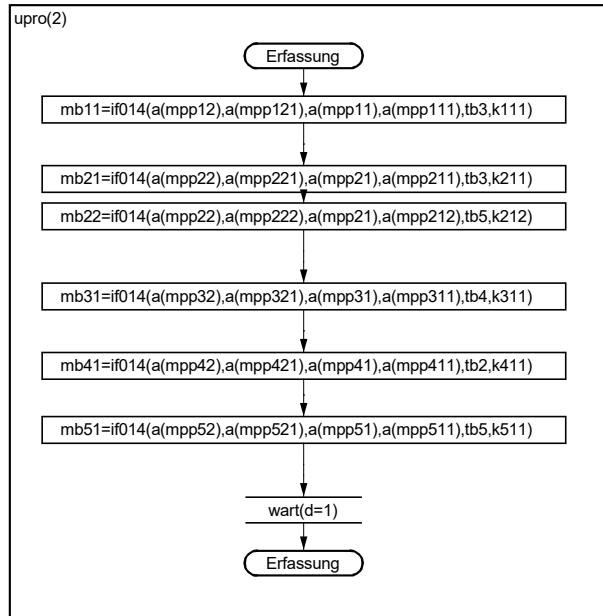 upro(2)
Erfassung
mb11=if014(a(mpp12),a(mpp121),a(mpp11),a(mpp111),tb3,k111)
mb21=if014(a(mpp22),a(mpp221),a(mpp21),a(mpp211),tb3,k211)
mb22=if014(a(mpp22),a(mpp222),a(mpp21),a(mpp212),tb5,k212)
mb31=if014(a(mpp32),a(mpp321),a(mpp31),a(mpp311),tb4,k311)
mb41=if014(a(mpp42),a(mpp421),a(mpp41),a(mpp411),tb2,k411)
mb51=if014(a(mpp52),a(mpp521),a(mpp51),a(mpp511),tb5,k511)
wart(d=1)
Erfassung